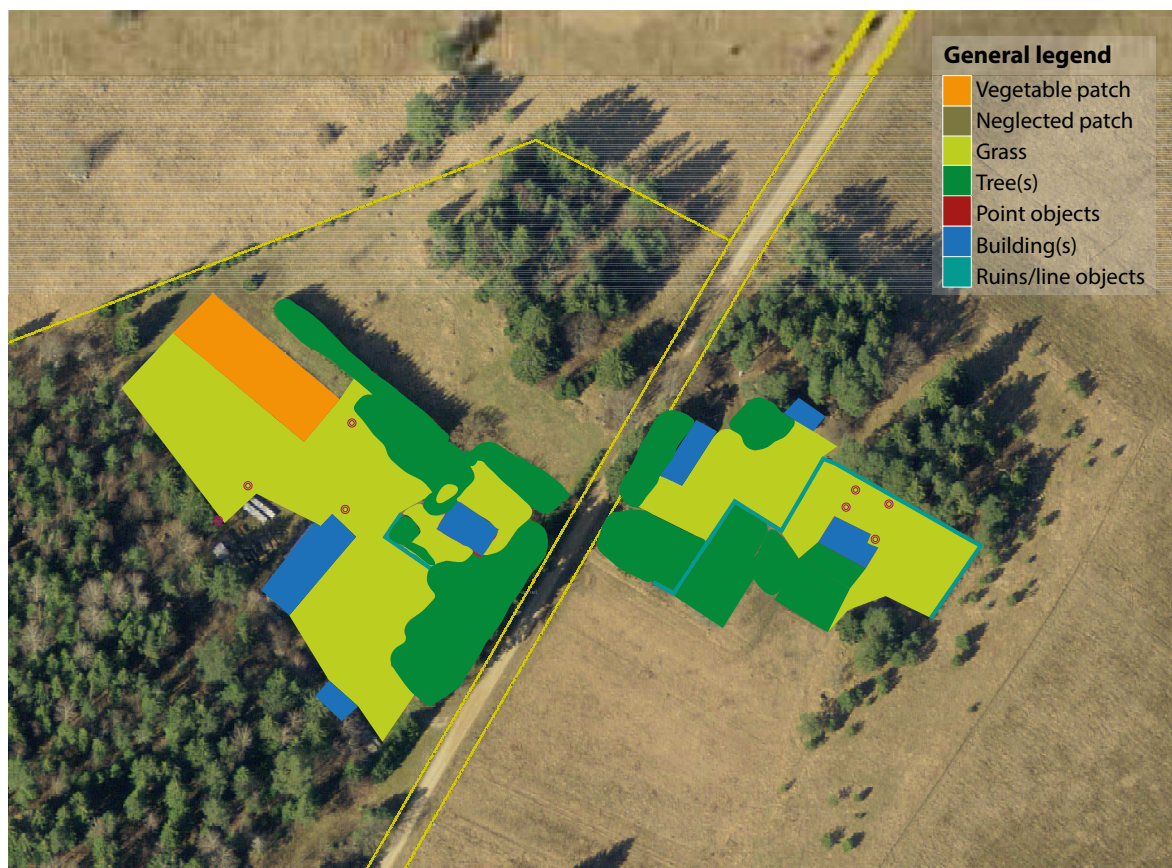 General legend
Vegetable patch
Neglected patch
Grass
Tree(s)
Point objects
Building(s)
Ruins/line objects